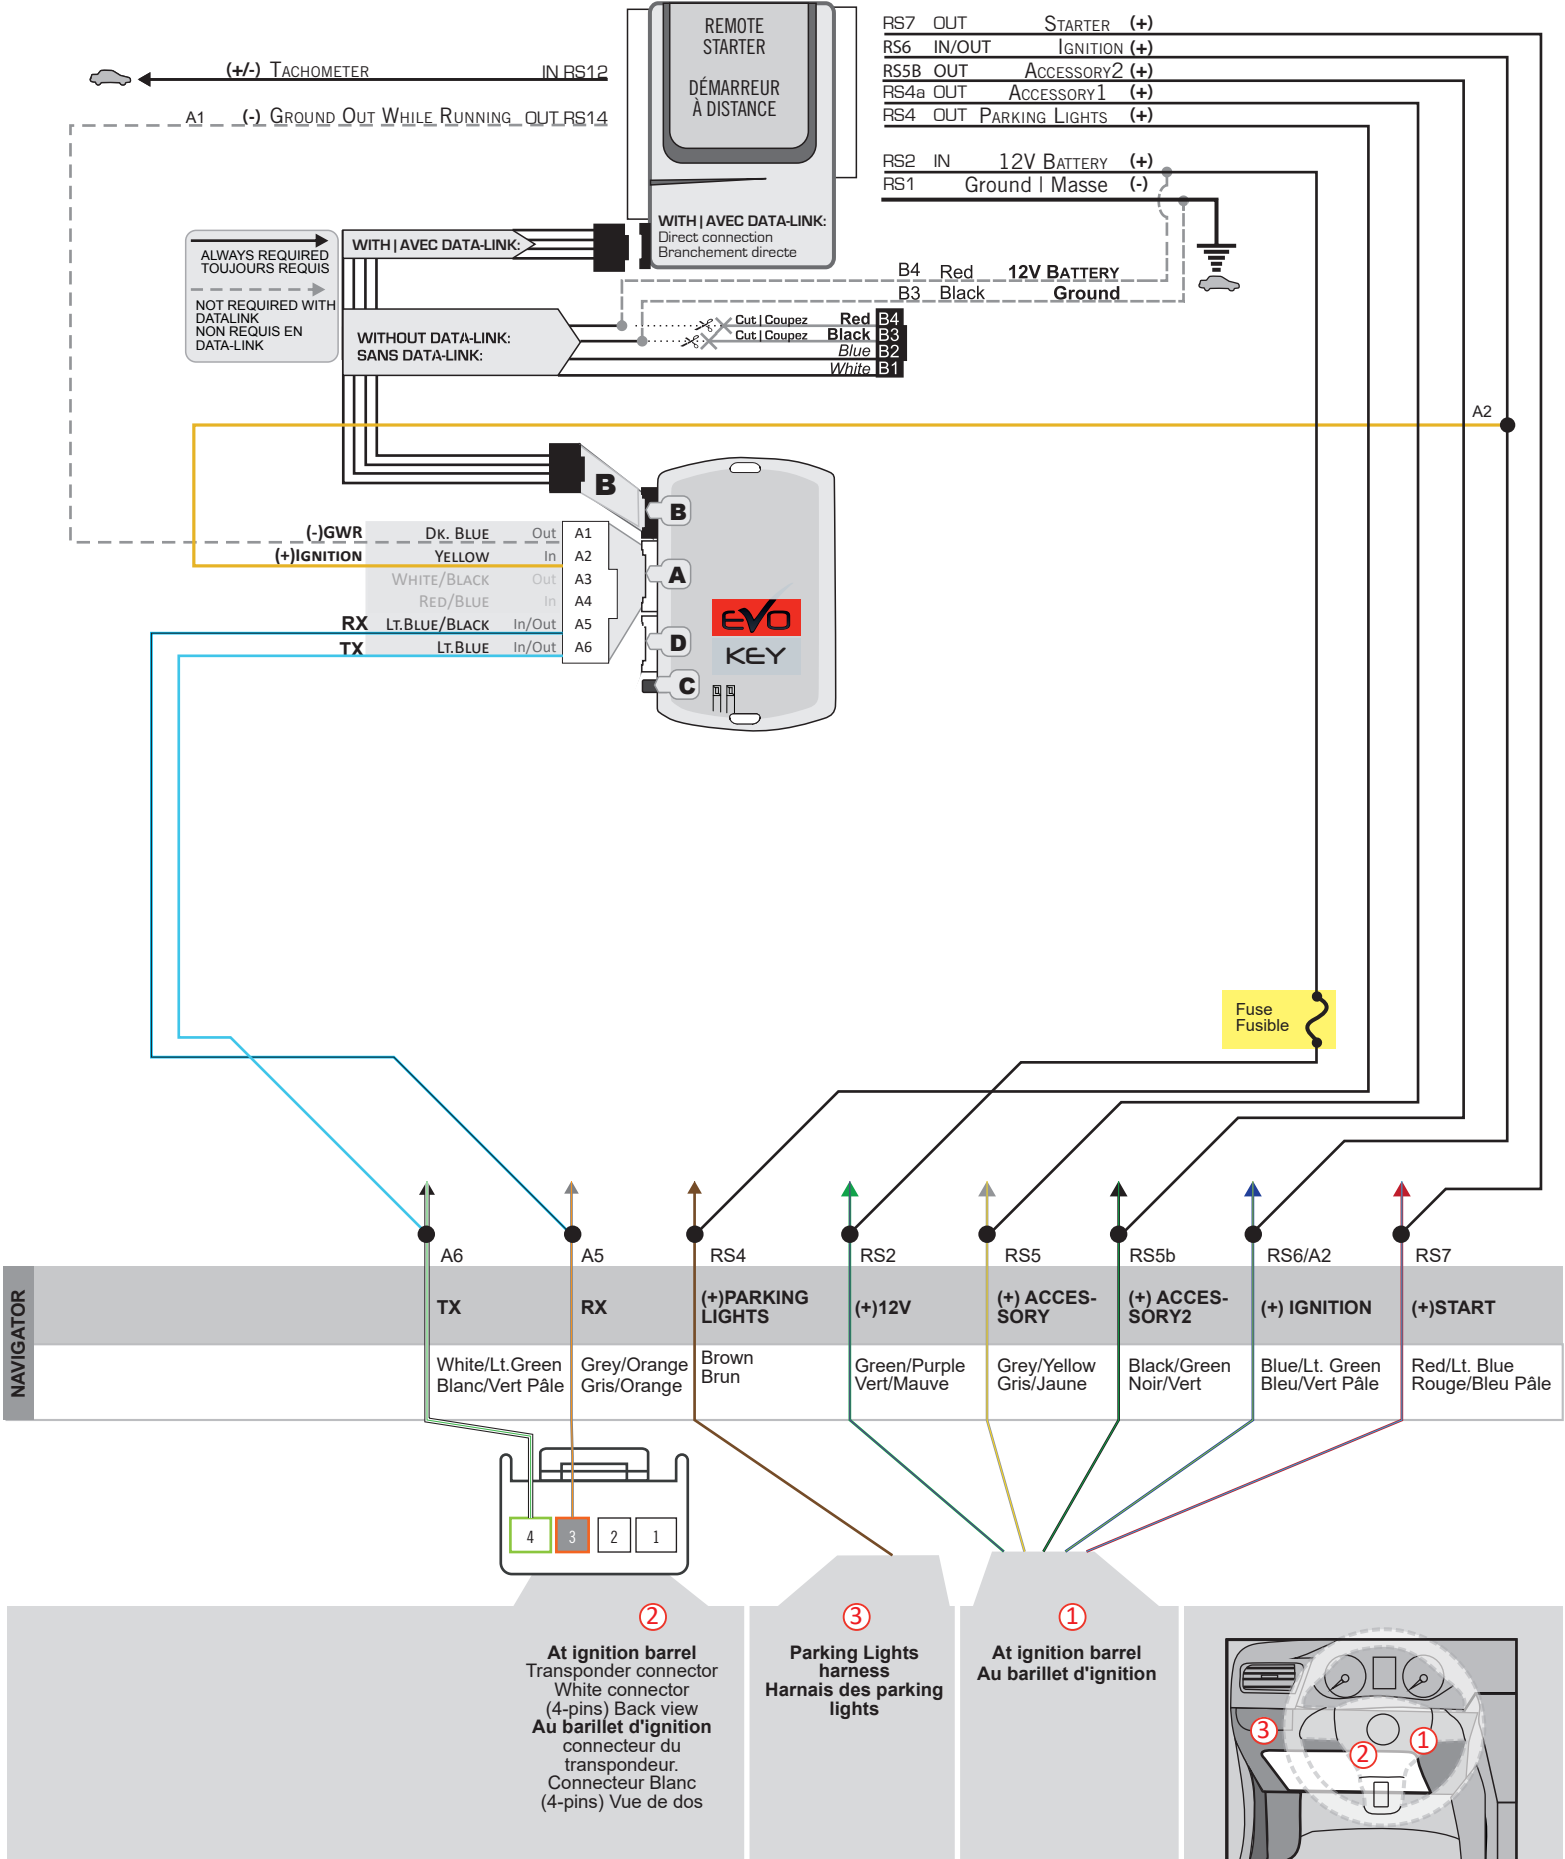 REMOTE
STARTER
DÉMARREUR
À DISTANCE
(+/-) TACHOMETER IN RS12
A1 (-) GROUND OUT WHILE RUNNING OUT RS14
RS7 OUT STARTER (+)
RS6 IN/OUT IGNITION (+)
RS5B OUT ACCESSORY2 (+)
RS4a OUT ACCESSORY1 (+)
RS4 OUT PARKING LIGHTS (+)
RS2 IN 12V BATTERY (+)
RS1 Ground | Masse (-)
WITH | AVEC DATA-LINK:
Direct connection
Branchement directe
ALWAYS REQUIRED
TOUJOURS REQUIS
NOT REQUIRED WITH
DATALINK
NON REQUIS EN
DATA-LINK
WITH | AVEC DATA-LINK:
B4 Red 12V BATTERY
B3 Black Ground
WITHOUT DATA-LINK:
SANS DATA-LINK:
Cut | Coupez Red B4
Cut | Coupez Black B3
Blue B2
White B1
A2
B
B
A
D
C
EVO
KEY
(-)GWR DK. BLUE Out A1
(+)IGNITION YELLOW In A2
WHITE/BLACK Out A3
RED/BLUE In A4
RX LT.BLUE/BLACK In/Out A5
TX LT.BLUE In/Out A6
Fuse
Fusible
A6 A5 RS4 RS2 RS5 RS5b RS6/A2 RS7
NAVIGATOR
TX
RX
(+)PARKING
LIGHTS
(+)12V
(+) ACCES-
SORY
(+) ACCES-
SORY2
(+) IGNITION
(+)START
White/Lt.Green
Blanc/Vert Pâle
Grey/Orange
Gris/Orange
Brown
Brun
Green/Purple
Vert/Mauve
Grey/Yellow
Gris/Jaune
Black/Green
Noir/Vert
Blue/Lt. Green
Bleu/Vert Pâle
Red/Lt. Blue
Rouge/Bleu Pâle
4 3 2 1
2
At ignition barrel
Transponder connector
White connector
(4-pins) Back view
Au barillet d'ignition
connecteur du
transpondeur.
Connecteur Blanc
(4-pins) Vue de dos
3
Parking Lights
harness
Harnais des parking
lights
1
At ignition barrel
Au barillet d'ignition
3
2
1